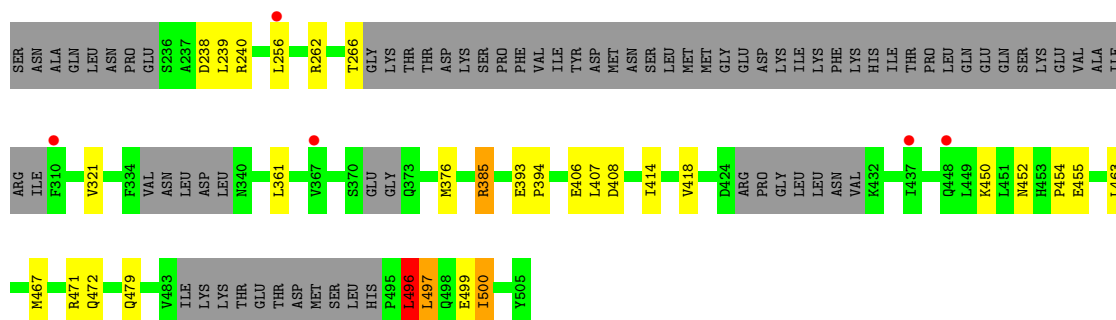 SER ASN ALA GLN LEU ASN PRO GLU S236 A237 D238 L239 R240 L256 R262 T266 GLY LYS THR THR ASP LYS SER SER PRO PHE VAL ILE TYR ASP MET ASN SER LEU MET MET GLY GLU ASP LYS ILE LYS PHE LYS HIS ILE THR PRO LEU GLN GLU GLN SER LYS GLU VAL ALA ILE
ARG ILE F310 V321 F334 VAL ASN LEU ASP LEU N340 L361 V367 S370 GLU GLY Q373 M376 R385 E393 P394 E406 L407 D408 I414 V418 D424 ARG PRO GLY LEU LEU ASN VAL K432 I437 Q448 L449 K450 L451 N452 H453 P454 E455
M467 R471 Q472 Q479 V483 ILE LYS LYS THR GLU THR ASP MET SER LEU HIS P495 L496 L497 Q498 E499 I500 Y505